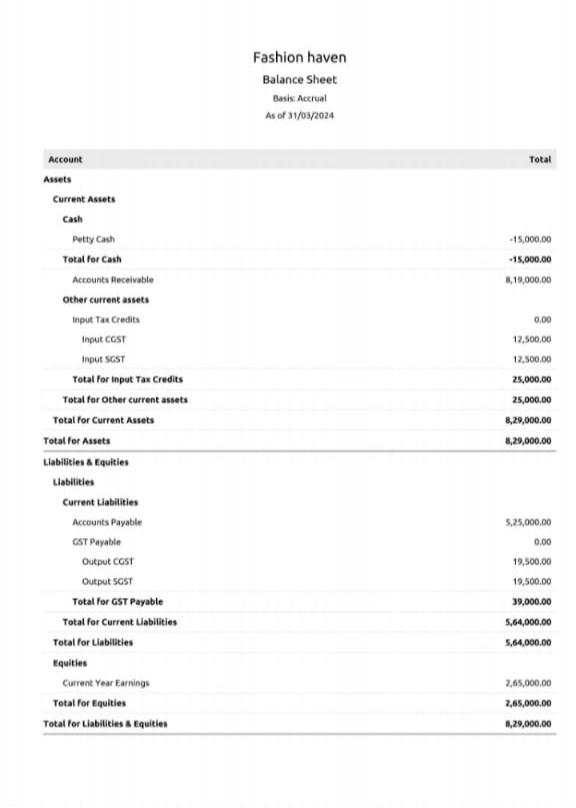 Fashion haven
Balance Sheet
Basis: Accrual
As of 31/03/2024
Account Total
Assets
Current Assets
Cash
Petty Cash -15,000.00
Total for Cash -15,000.00
Accounts Receivable 8,19,000.00
Other current assets
Input Tax Credits 0.00
Input CGST 12,500.00
Input SGST 12,500.00
Total for Input Tax Credits 25,000.00
Total for Other current assets 25,000.00
Total for Current Assets 8,29,000.00
Total for Assets 8,29,000.00
Liabilities & Equities
Liabilities
Current Liabilities
Accounts Payable 5,25,000.00
GST Payable 0.00
Output CGST 19,500.00
Output SGST 19,500.00
Total for GST Payable 39,000.00
Total for Current Liabilities 5,64,000.00
Total for Liabilities 5,64,000.00
Equities
Current Year Earnings 2,65,000.00
Total for Equities 2,65,000.00
Total for Liabilities & Equities 8,29,000.00